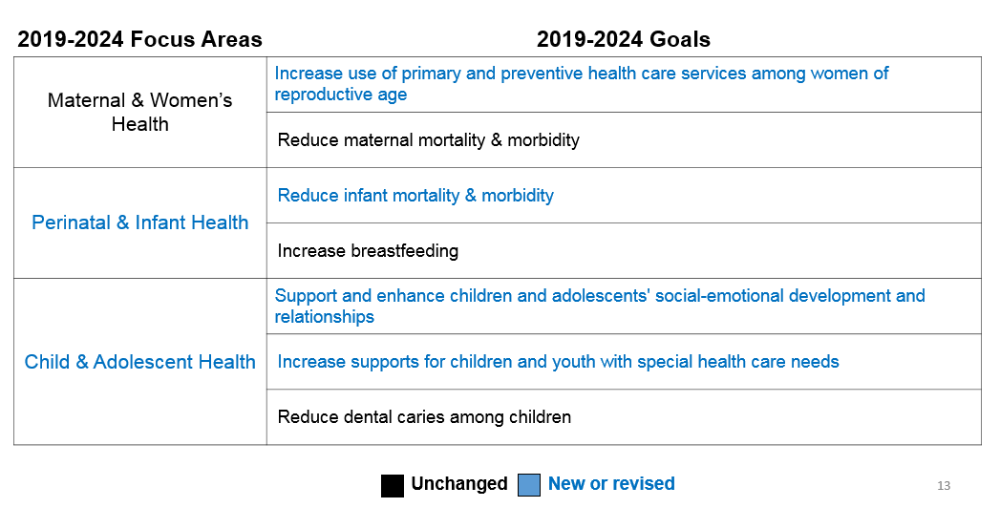 2019-2024 Focus Areas
2019-2024 Goals
Maternal & Women’s
Health
Increase use of primary and preventive health care services among women of
reproductive age
Reduce maternal mortality & morbidity
Perinatal & Infant Health
Reduce infant mortality & morbidity
Increase breastfeeding
Child & Adolescent Health
Support and enhance children and adolescents' social-emotional development and
relationships
Increase supports for children and youth with special health care needs
Reduce dental caries among children
Unchanged
New or revised
13